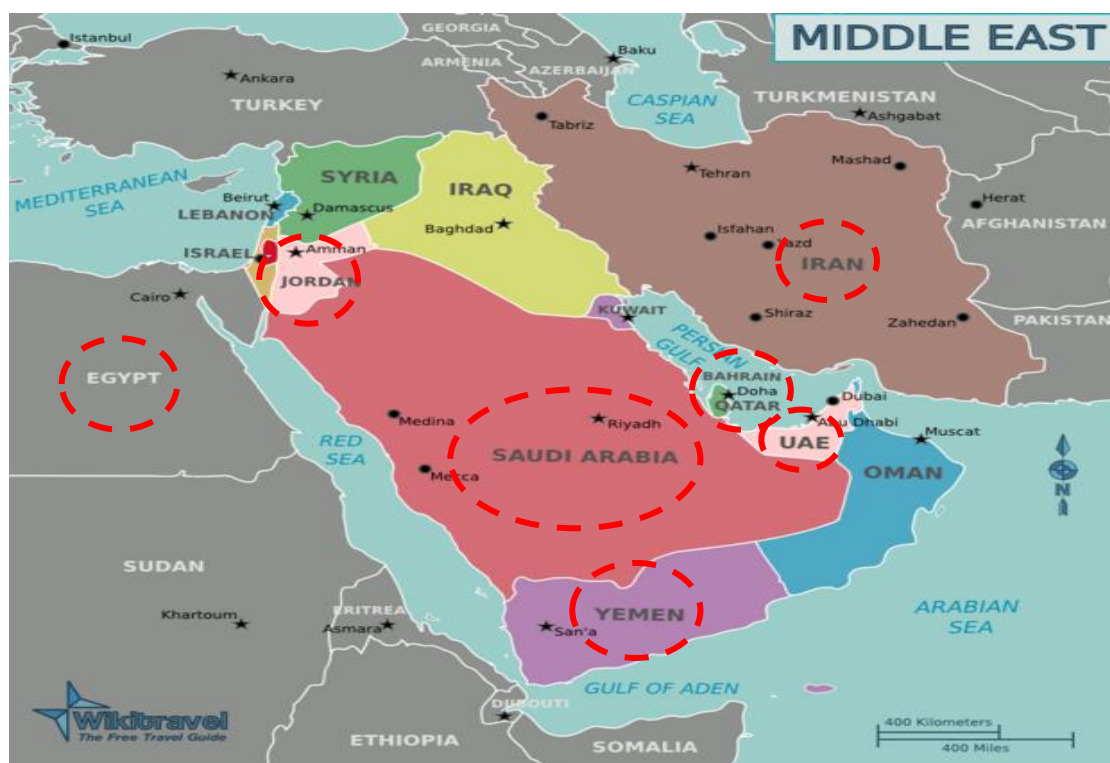 MIDDLE EAST
Istanbul
GEORGIA
Baku
ARMENIA
AZERBAIJAN
Ankara
TURKEY
CASPIAN
SEA
TURKMENISTAN
Ashgabat
Tabriz
Tehran
Mashad
MEDITERRANEAN
SEA
SYRIA
IRAQ
Beirut
LEBANON
Damascus
Baghdad
Herat
AFGHANISTAN
Isfahan
Yazd
IRAN
ISRAEL
Amman
JORDAN
Cairo
KUWAIT
Shiraz
Zahedan
PAKISTAN
PERSIAN
GULF
EGYPT
BAHRAIN
Doha
QATAR
Dubai
Abu Dhabi
UAE
Muscat
Medina
Riyadh
RED
SEA
SAUDI ARABIA
Mecca
OMAN
N
SUDAN
YEMEN
Khartoum
ERITREA
Asmara
San'a
ARABIAN
SEA
GULF OF ADEN
DJIBOUTI
Wikitravel
The Free Travel Guide
ETHIOPIA
SOMALIA
400 Kilometers
400 Miles